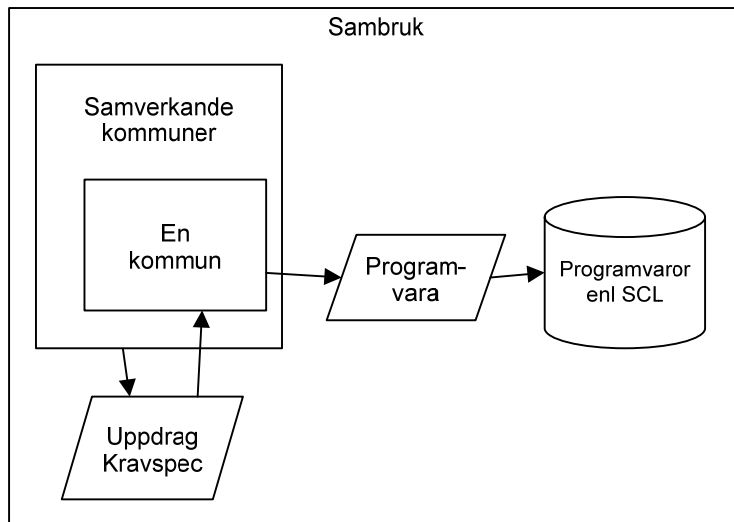 Sambruk
Samverkande
kommuner
En
kommun
Program-
vara
Programvaror
enl SCL
Uppdrag
Kravspec